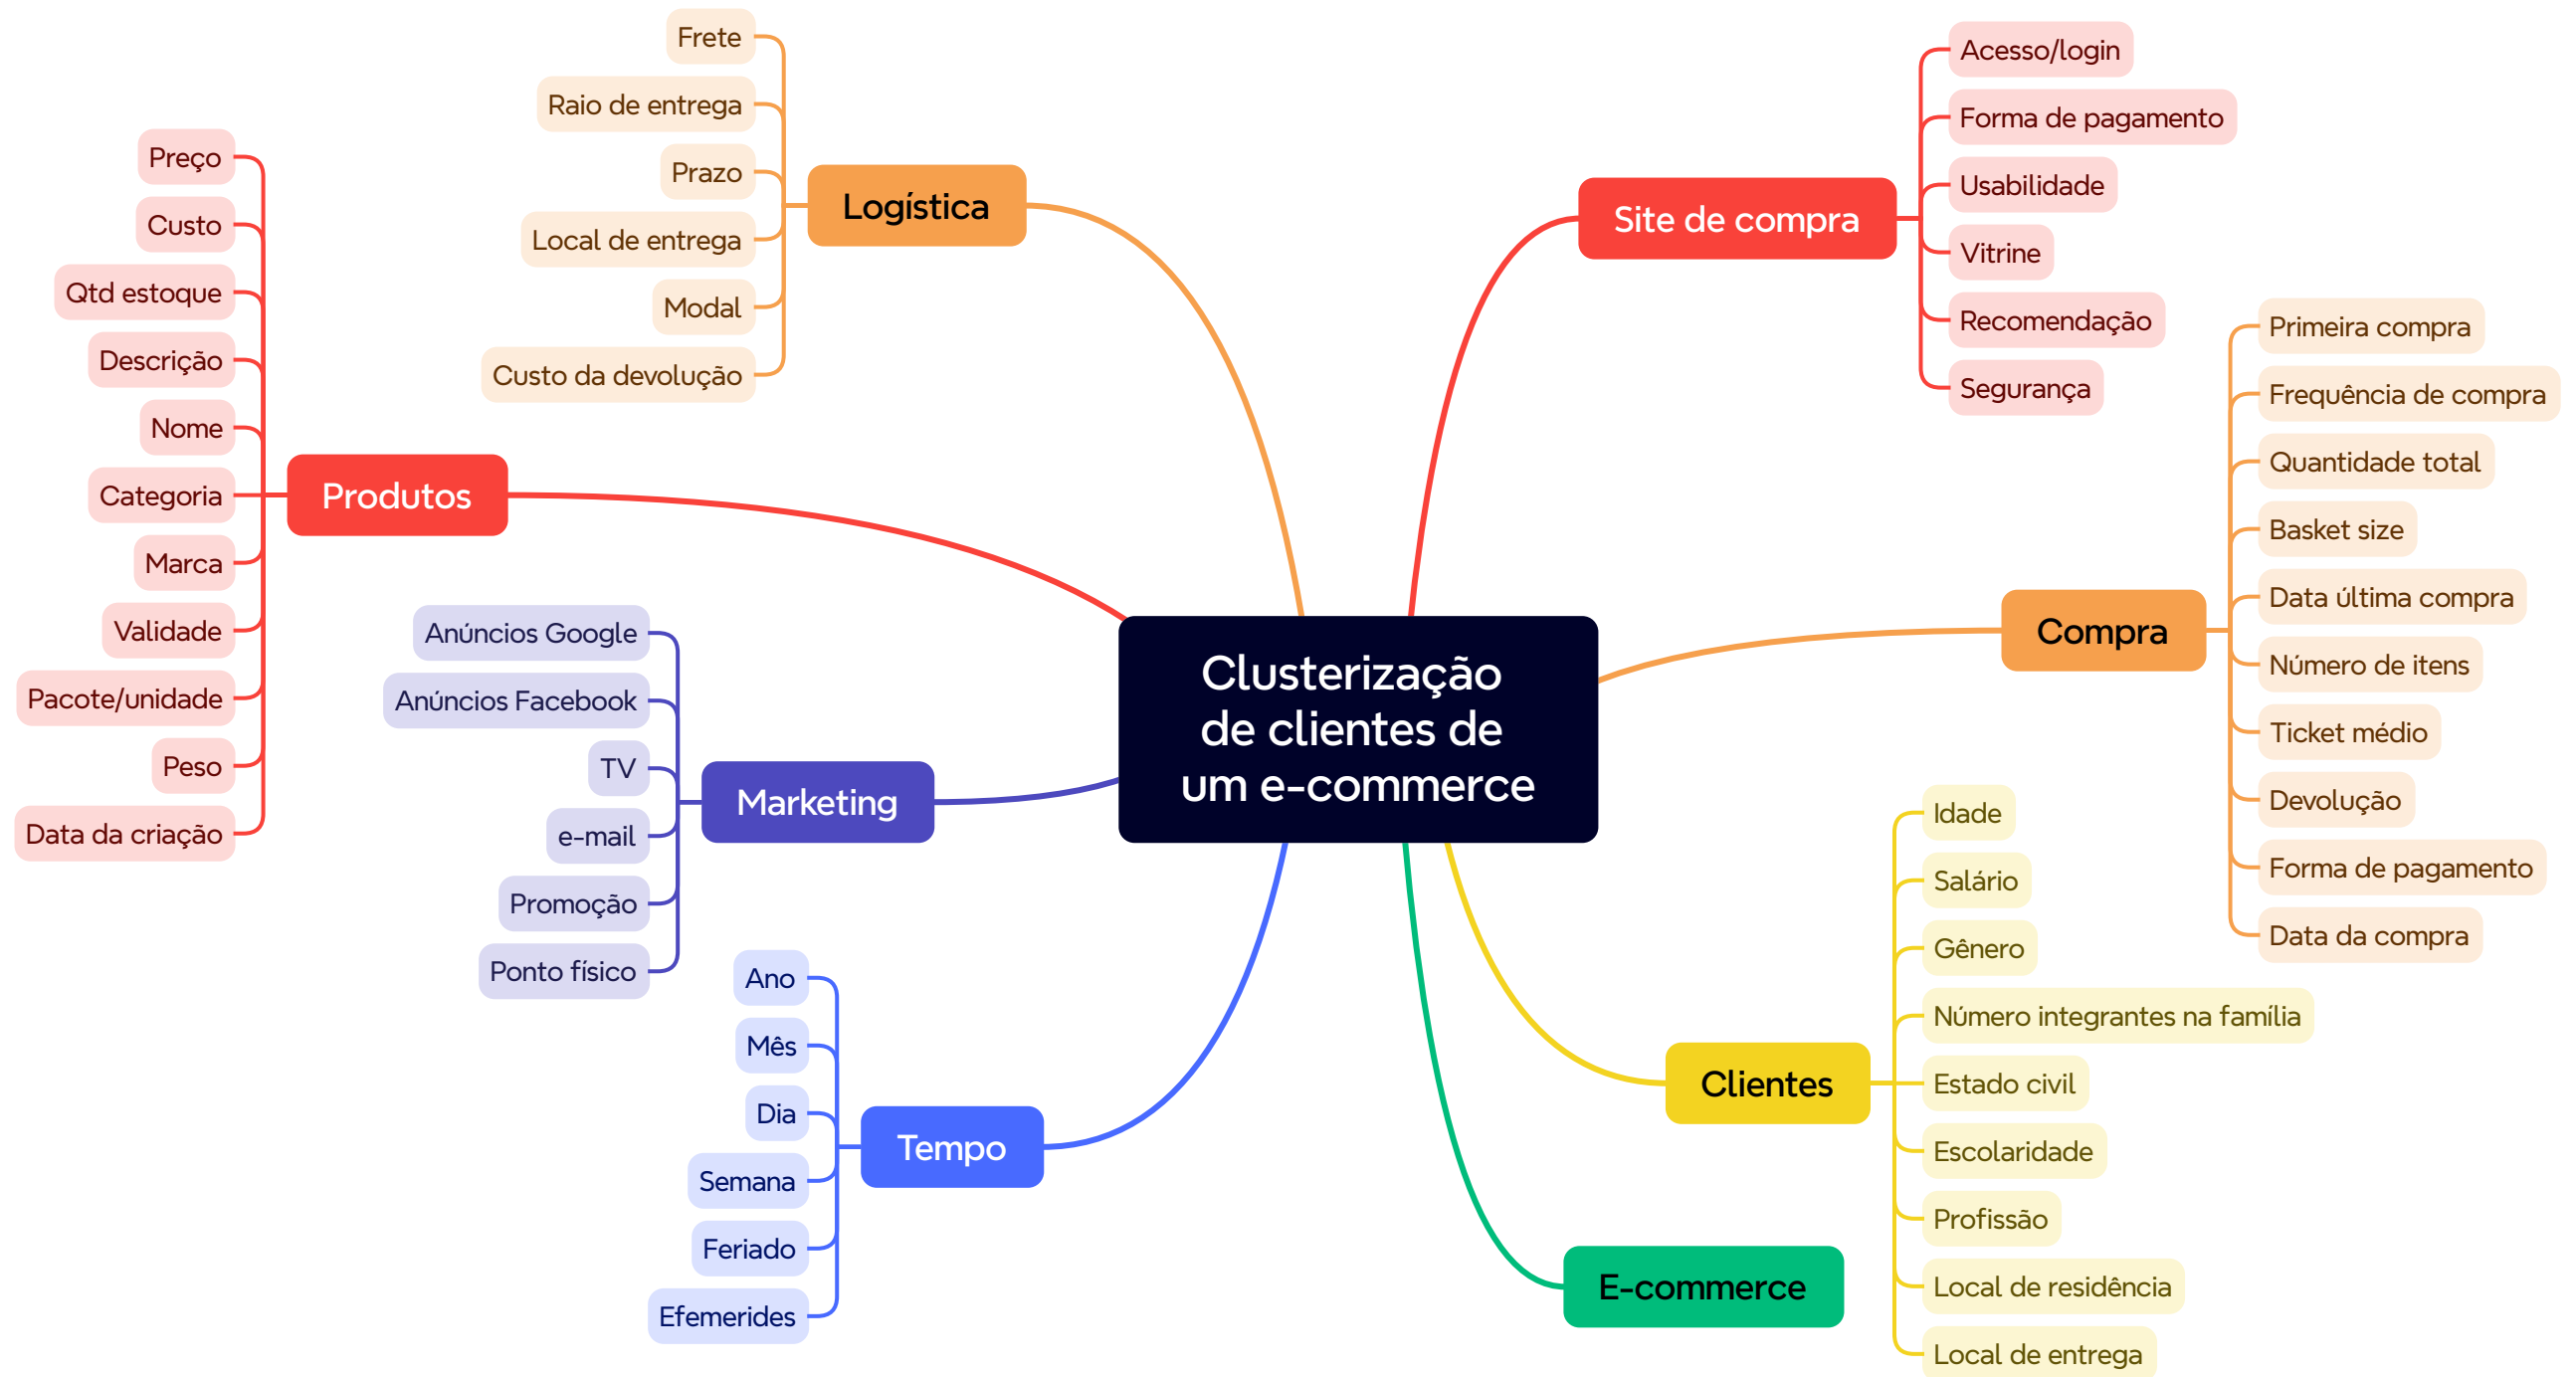 Clusterização
de clientes de
um e-commerce
Site de compra
Acesso/login
Forma de pagamento
Usabilidade
Vitrine
Recomendação
Segurança
Compra
Primeira compra
Frequência de compra
Quantidade total
Basket size
Data última compra
Número de itens
Ticket médio
Devolução
Forma de pagamento
Data da compra
Clientes
Idade
Salário
Gênero
Número integrantes na família
Estado civil
Escolaridade
Profissão
Local de residência
Local de entrega
E-commerce
Logística
Frete
Raio de entrega
Prazo
Local de entrega
Modal
Custo da devolução
Produtos
Preço
Custo
Qtd estoque
Descrição
Nome
Categoria
Marca
Validade
Pacote/unidade
Peso
Data da criação
Marketing
Anúncios Google
Anúncios Facebook
TV
e-mail
Promoção
Ponto físico
Tempo
Ano
Mês
Dia
Semana
Feriado
Efemerides